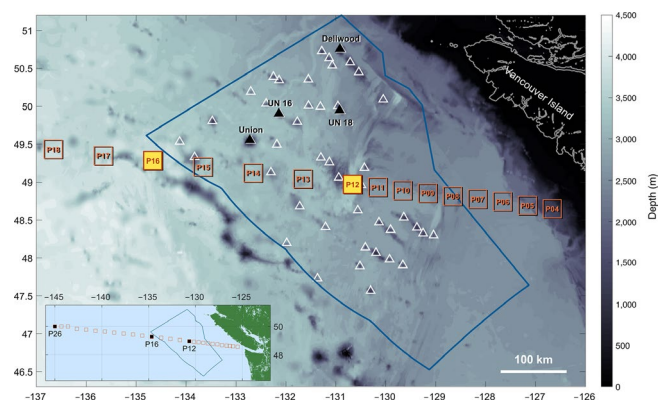 Dellwood
UN 16
UN 18
Union
Vancouver Island
P18
P17
P16
P15
P14
P13
P12
P11
P10
P09
P08
P07
P06
P05
P04
51
50.5
50
49.5
49
48.5
48
47.5
47
46.5
−137 −136 −135 −134 −133 −132 −131 −130 −129 −128 −127 −126
100 km
−145 −135 −130 −125
50
48
P26
P16
P12
4,500
4,000
3,500
3,000
2,500
2,000
1,500
1,000
500
0
Depth (m)